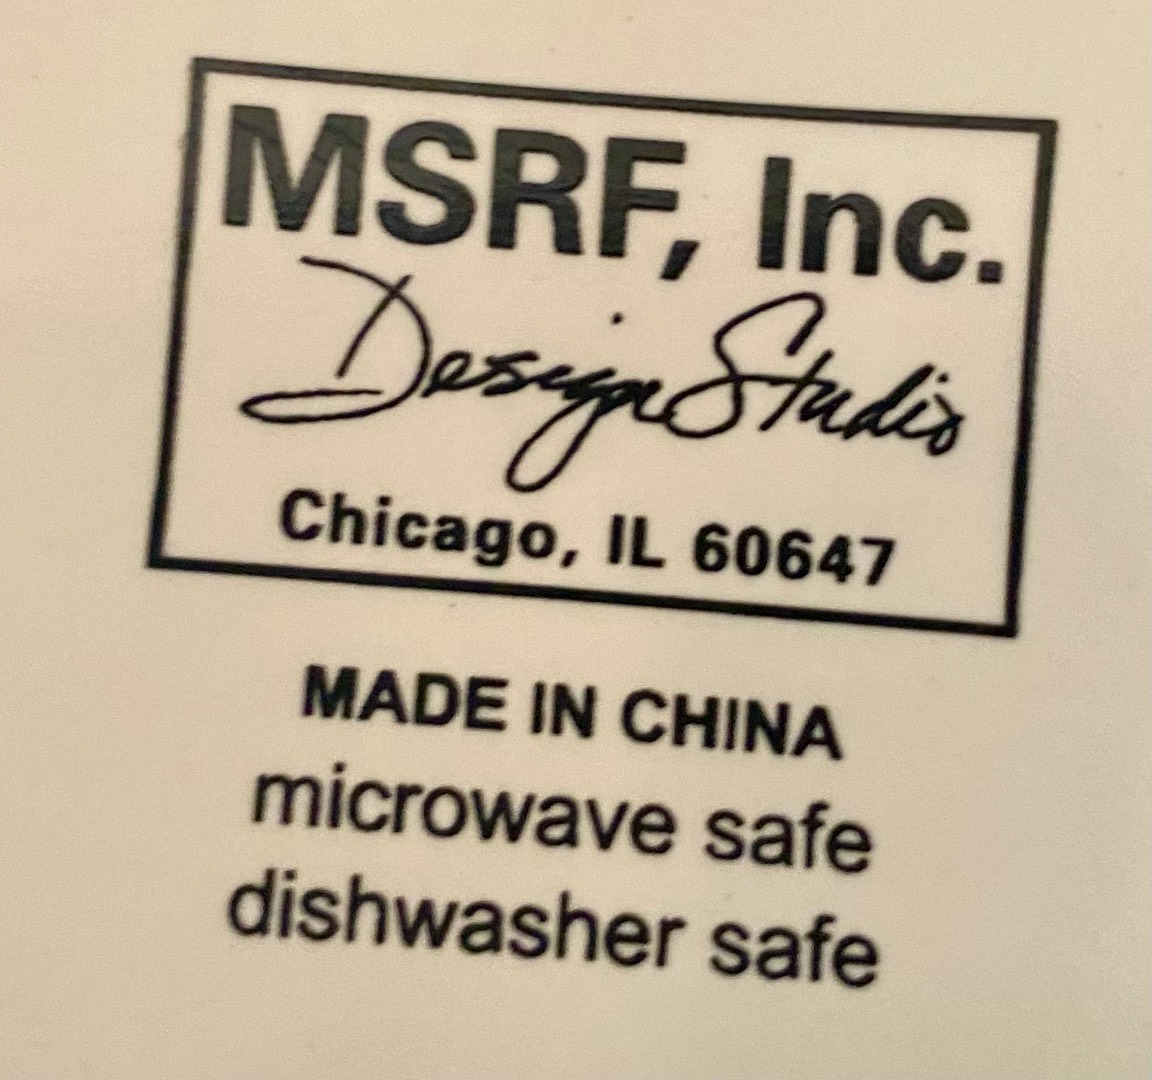 MSRF, Inc.
Design Studio
Chicago, IL 60647
MADE IN CHINA
microwave safe
dishwasher safe